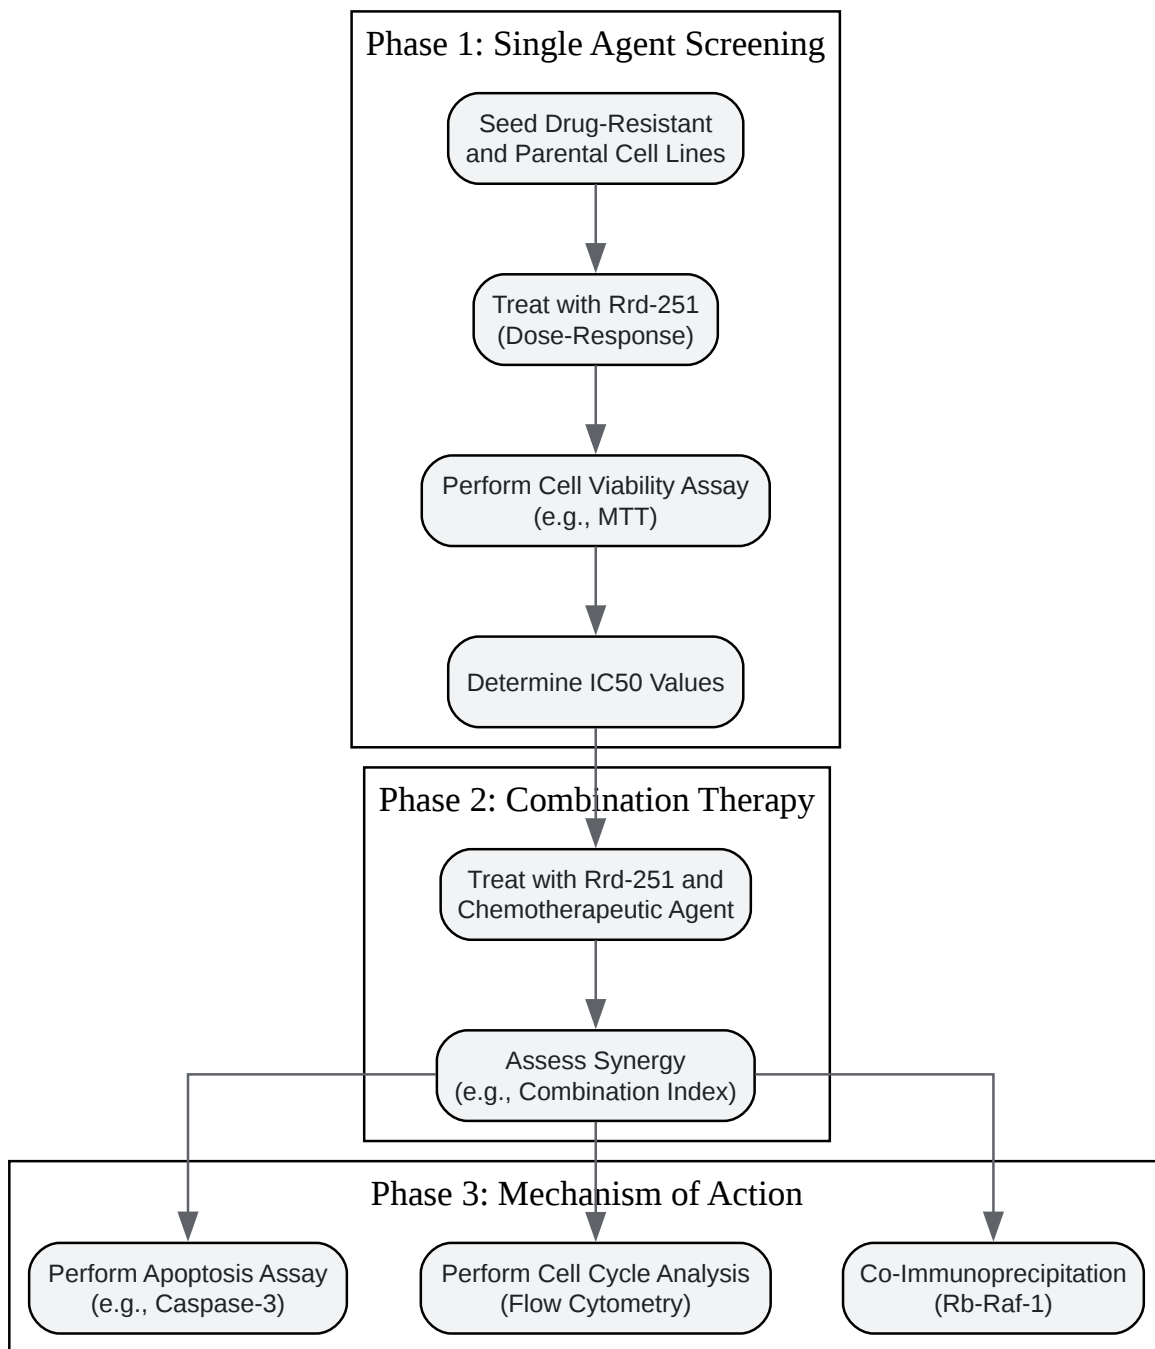 Phase 1: Single Agent Screening
Seed Drug-Resistant
and Parental Cell Lines
Treat with Rrd-251
(Dose-Response)
Perform Cell Viability Assay
(e.g., MTT)
Determine IC50 Values
Phase 2: Combination Therapy
Treat with Rrd-251 and
Chemotherapeutic Agent
Assess Synergy
(e.g., Combination Index)
Phase 3: Mechanism of Action
Perform Apoptosis Assay
(e.g., Caspase-3)
Perform Cell Cycle Analysis
(Flow Cytometry)
Co-Immunoprecipitation
(Rb-Raf-1)